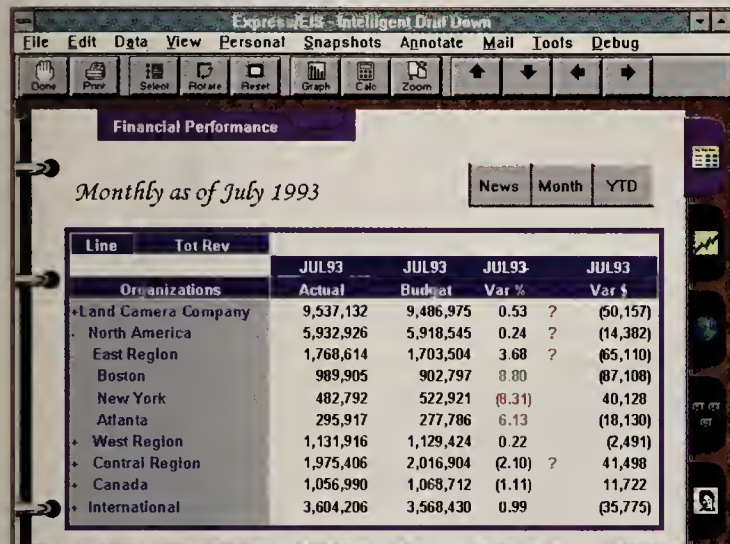 Express/EIS - Intelligent Drill Down
File Edit Data View Personal Snapshots Annotate Mail Tools Debug
Done Print Select Rotate Reset Graph Calc Zoom
Financial Performance
Monthly as of July 1993
News Month YTD
Line Tot Rev
JUL93 JUL93 JUL93 JUL93
Organizations Actual Budget Var % Var $
+Land Camera Company 9,537,132 9,486,975 0.53 ? (50,157)
- North America 5,932,926 5,918,545 0.24 ? (14,382)
East Region 1,768,614 1,703,504 3.68 ? (65,110)
Boston 989,905 902,797 8.80 (87,108)
New York 482,792 522,921 (8.31) 40,128
Atlanta 295,917 277,786 6.13 (18,130)
+ West Region 1,131,916 1,129,424 0.22 (2,491)
+ Central Region 1,975,406 2,016,904 (2.10) ? 41,498
+ Canada 1,056,990 1,068,712 (1.11) 11,722
+ International 3,604,206 3,568,430 0.99 (35,775)